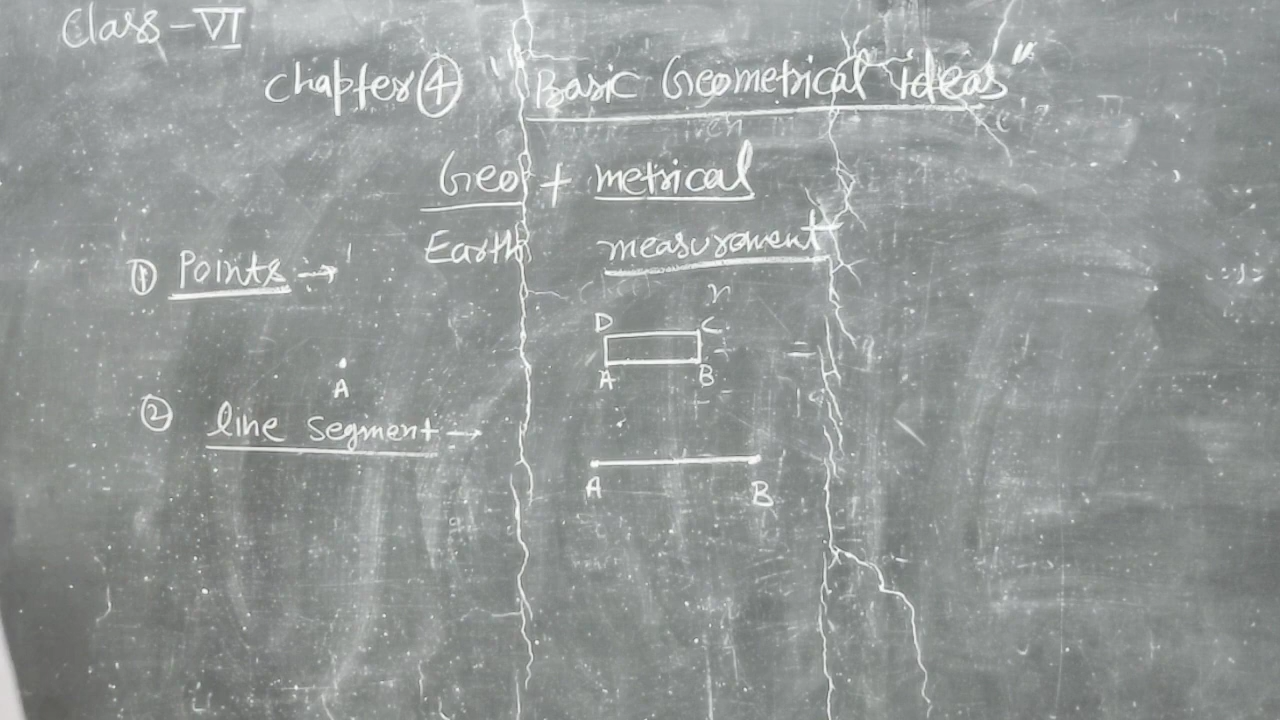 Class - VI
Chapter ④ "Basic Geometrical ideas"
Geo + metrical
Earth measurement
① Points →
D C
A B
A
② line segment →
A B